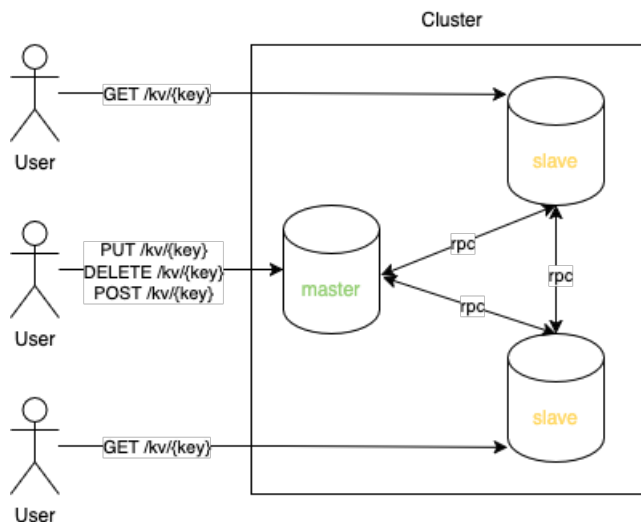 Cluster
GET /kv/{key}
slave
User
PUT /kv/{key}
DELETE /kv/{key}
POST /kv/{key}
master
rpc
rpc
rpc
User
slave
GET /kv/{key}
User